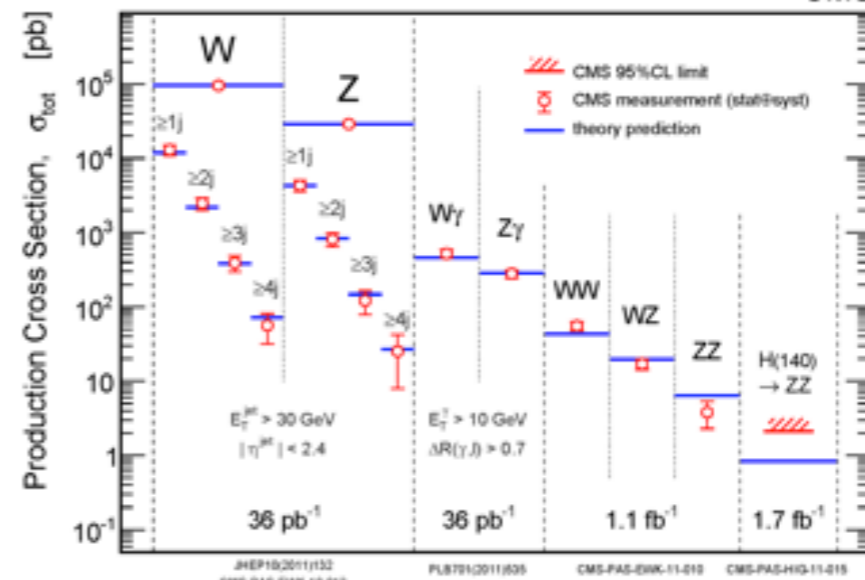 Production Cross Section, σtot [pb]
10⁵
10⁴
10³
10²
10
1
10⁻¹
W
≥1j
≥2j
≥3j
≥4j
Z
≥1j
≥2j
≥3j
≥4j
Wγ
Zγ
WW
WZ
ZZ
H(140)
→ ZZ
CMS 95%CL limit
CMS measurement (stat⊕syst)
theory prediction
E_T^jet > 30 GeV
|η^jet| < 2.4
E_T^γ > 10 GeV
ΔR(γ,l) > 0.7
36 pb⁻¹
36 pb⁻¹
1.1 fb⁻¹
1.7 fb⁻¹
JHEP10(2011)132
PLB701(2011)535
CMS-PAS-EWK-11-010
CMS-PAS-HIG-11-015